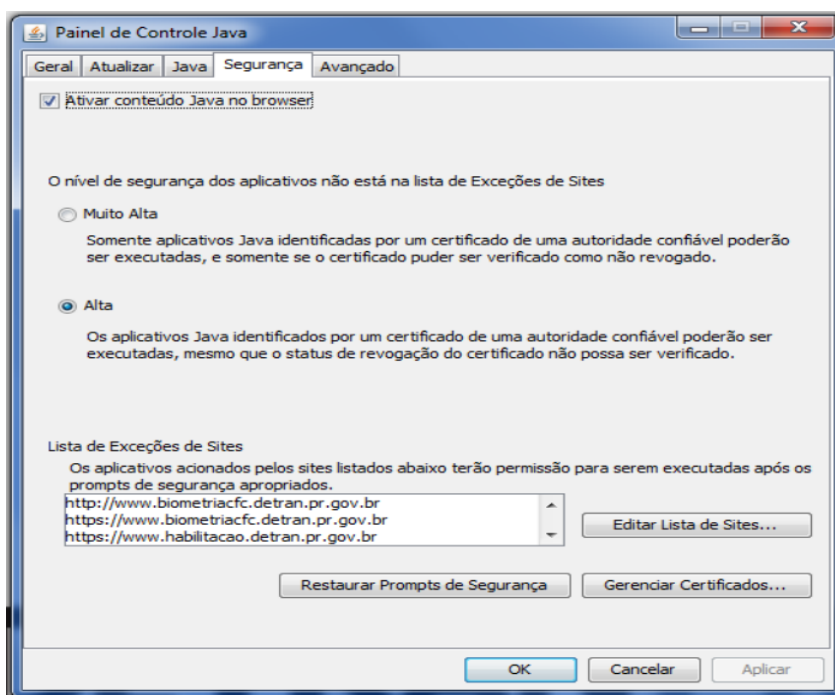 Painel de Controle Java
Geral Atualizar Java Segurança Avançado
Ativar conteúdo Java no browser
O nível de segurança dos aplicativos não está na lista de Exceções de Sites
Muito Alta
Somente aplicativos Java identificadas por um certificado de uma autoridade confiável poderão
ser executadas, e somente se o certificado puder ser verificado como não revogado.
Alta
Os aplicativos Java identificados por um certificado de uma autoridade confiável poderão ser
executadas, mesmo que o status de revogação do certificado não possa ser verificado.
Lista de Exceções de Sites
Os aplicativos acionados pelos sites listados abaixo terão permissão para serem executadas após os
prompts de segurança apropriados.
http://www.biometriacfc.detran.pr.gov.br
https://www.biometriacfc.detran.pr.gov.br
https://www.habilitacao.detran.pr.gov.br
Editar Lista de Sites...
Restaurar Prompts de Segurança Gerenciar Certificados...
OK Cancelar Aplicar